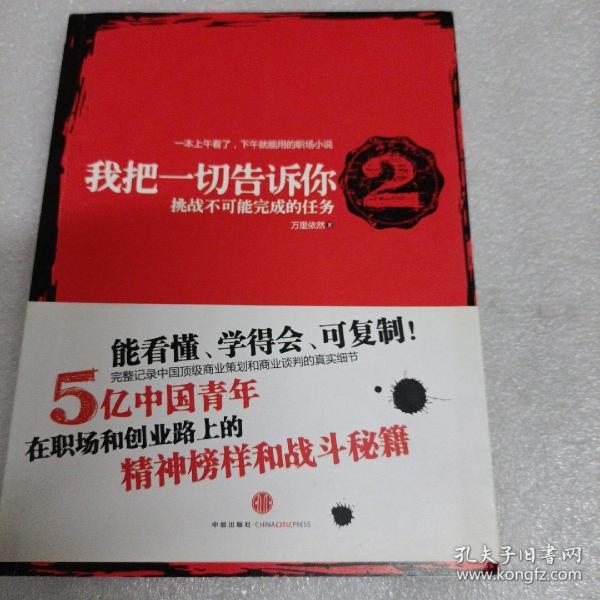 一本上午看了，下午就能用的职场小说
我把一切告诉你
2
挑战不可能完成的任务
万里依然 著
能看懂、学得会、可复制！
完整记录中国顶级商业策划和商业谈判的真实细节
5亿中国青年
在职场和创业路上的
精神榜样和战斗秘籍
中信出版社·CHINACITICPRESS
孔夫子旧书网
www.kongfz.com